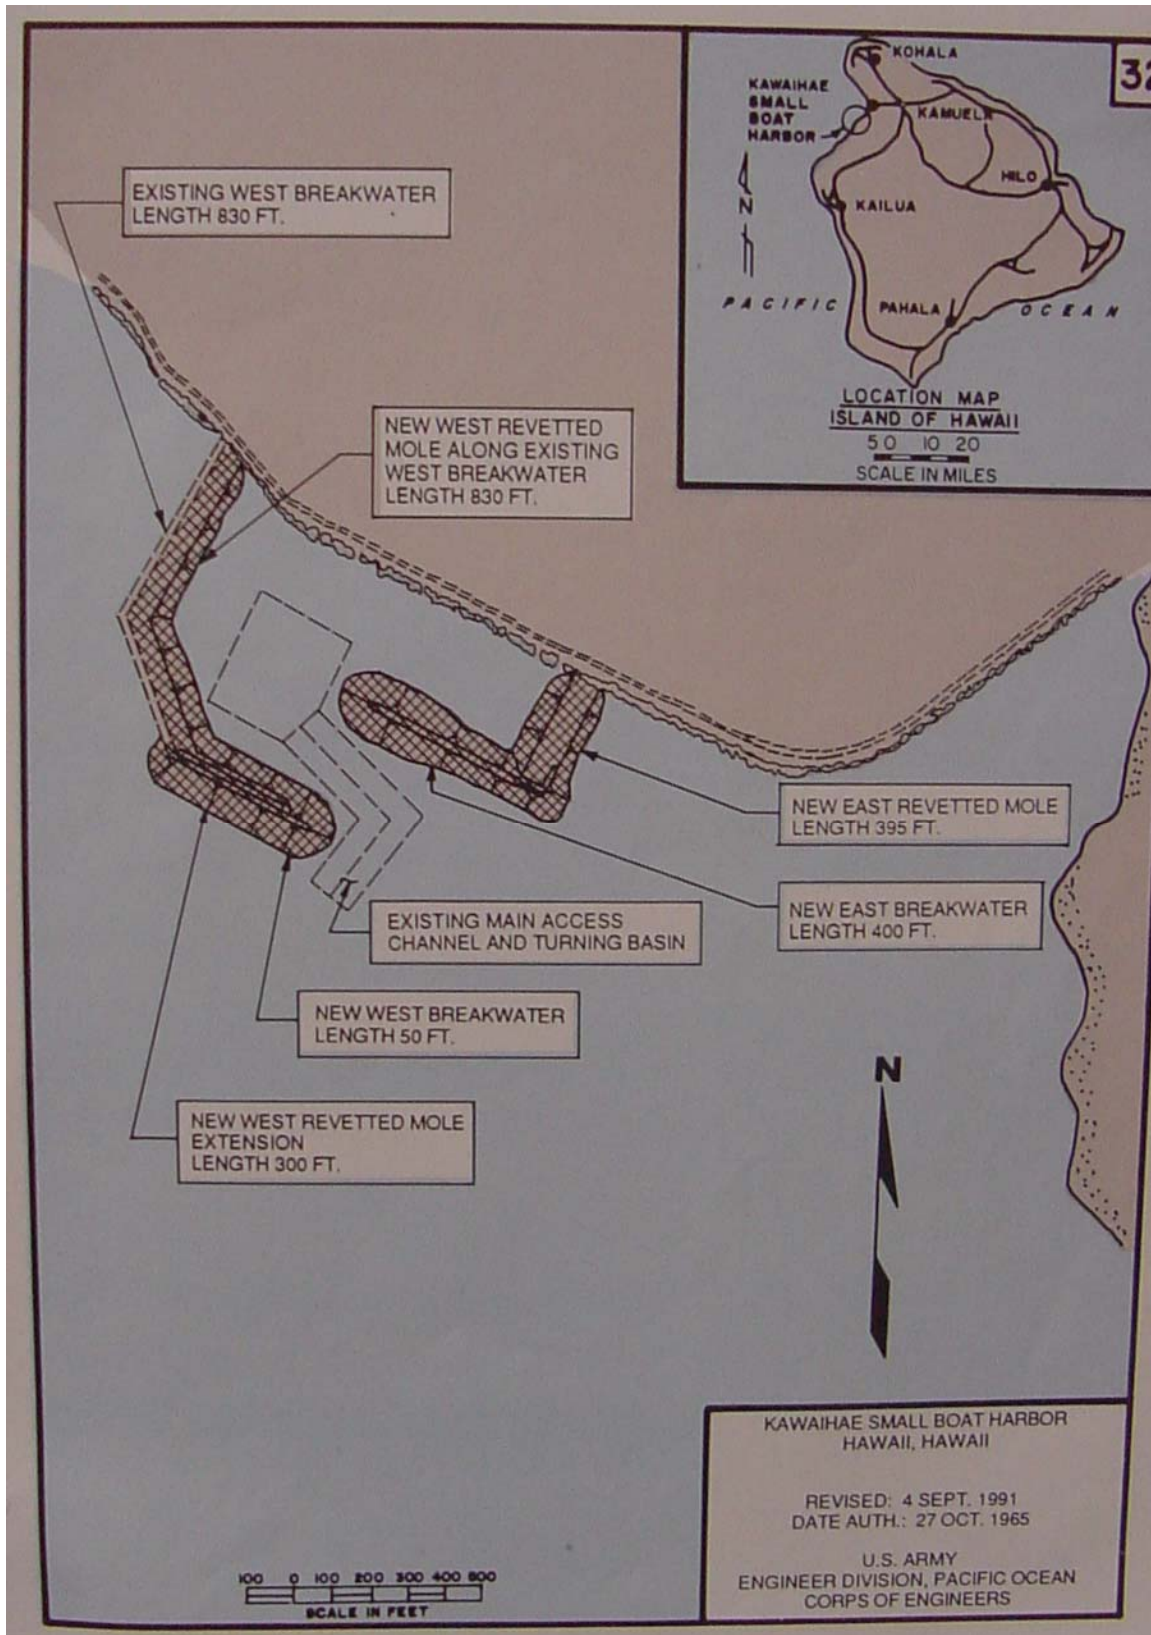 32
KOHALA
KAWAIHAE
SMALL
BOAT
HARBOR
KAMUELA
HILO
N
KAILUA
PACIFIC
PAHALA
OCEAN
LOCATION MAP
ISLAND OF HAWAII
5 0 10 20
SCALE IN MILES
EXISTING WEST BREAKWATER
LENGTH 830 FT.
NEW WEST REVETTED
MOLE ALONG EXISTING
WEST BREAKWATER
LENGTH 830 FT.
NEW EAST REVETTED MOLE
LENGTH 395 FT.
NEW EAST BREAKWATER
LENGTH 400 FT.
EXISTING MAIN ACCESS
CHANNEL AND TURNING BASIN
NEW WEST BREAKWATER
LENGTH 50 FT.
NEW WEST REVETTED MOLE
EXTENSION
LENGTH 300 FT.
N
KAWAIHAE SMALL BOAT HARBOR
HAWAII, HAWAII
REVISED: 4 SEPT. 1991
DATE AUTH.: 27 OCT. 1965
U.S. ARMY
ENGINEER DIVISION, PACIFIC OCEAN
CORPS OF ENGINEERS
100 0 100 200 300 400 500
SCALE IN FEET